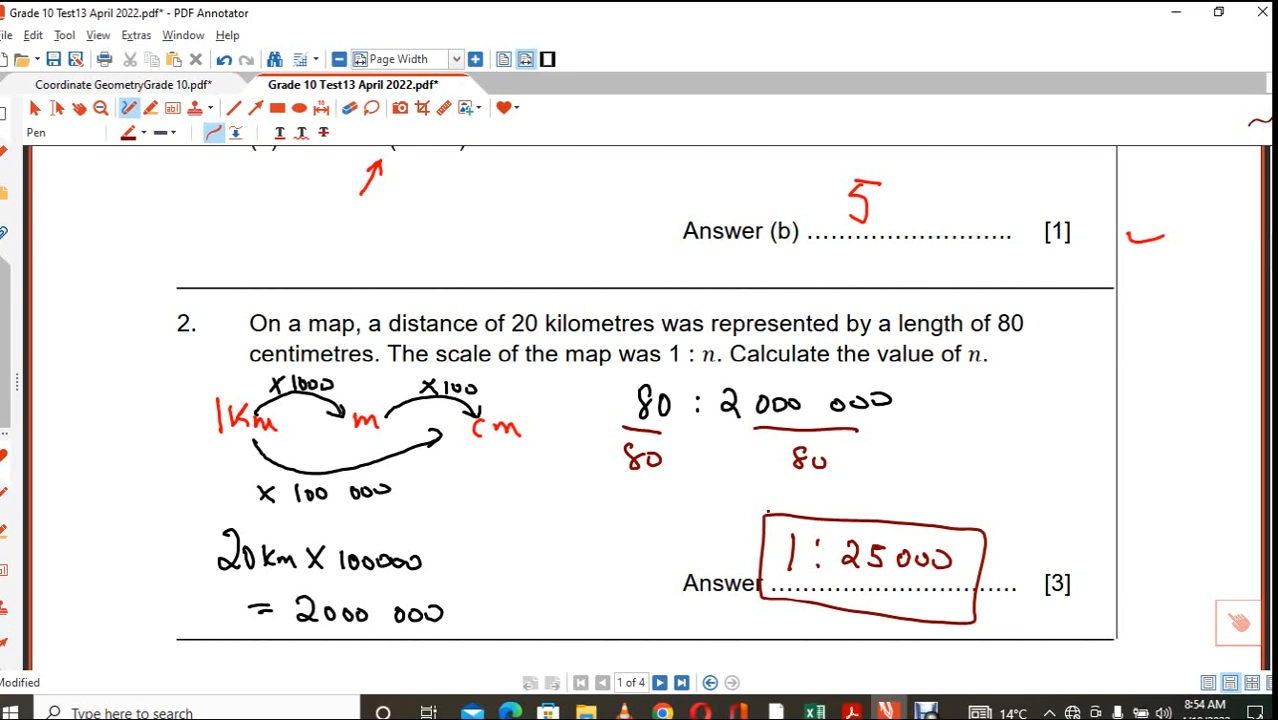 Grade 10 Test13 April 2022.pdf* - PDF Annotator
File Edit Tool View Extras Window Help
Page Width
Coordinate GeometryGrade 10.pdf* Grade 10 Test13 April 2022.pdf*
Pen
5
Answer (b) ……………………….. [1]
2. On a map, a distance of 20 kilometres was represented by a length of 80
centimetres. The scale of the map was 1 : n. Calculate the value of n.
X 1000 X 100
1Km m cm
80 : 2 000 000
80 80
X 100 000
20Km X 100000
= 2000 000
1 : 25 000
Answer ………………………….. [3]
Modified 1 of 4
Type here to search 14°C 8:54 AM